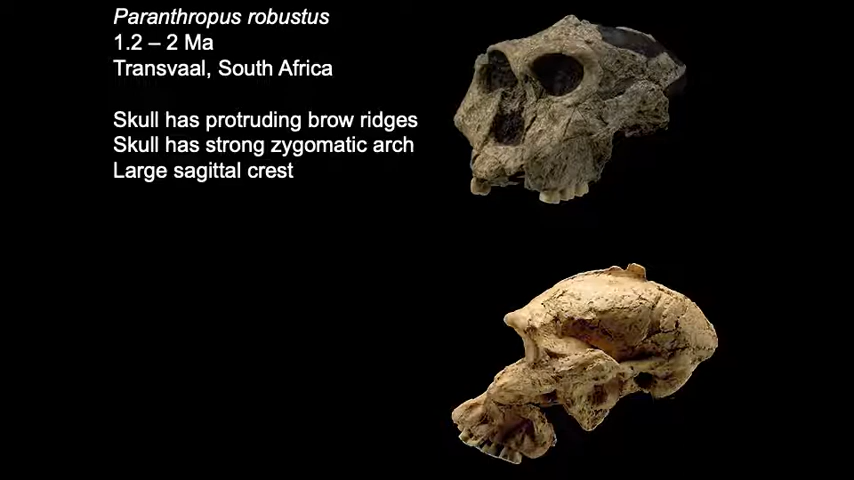 Paranthropus robustus
1.2 – 2 Ma
Transvaal, South Africa
Skull has protruding brow ridges
Skull has strong zygomatic arch
Large sagittal crest